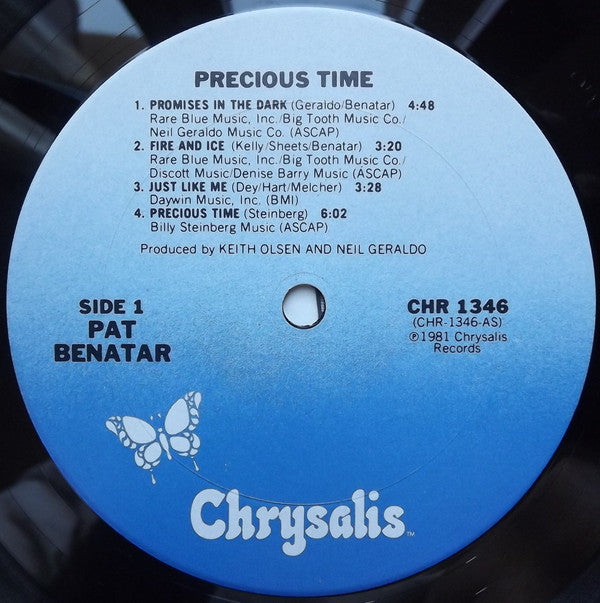 PRECIOUS TIME
1. PROMISES IN THE DARK (Geraldo/Benatar) 4:48
Rare Blue Music, Inc./Big Tooth Music Co./
Neil Geraldo Music Co. (ASCAP)
2. FIRE AND ICE (Kelly/Sheets/Benatar) 3:20
Rare Blue Music, Inc./Big Tooth Music Co./
Discott Music/Denise Barry Music (ASCAP)
3. JUST LIKE ME (Dey/Hart/Melcher) 3:28
Daywin Music, Inc. (BMI)
4. PRECIOUS TIME (Steinberg) 6:02
Billy Steinberg Music (ASCAP)
Produced by KEITH OLSEN AND NEIL GERALDO
SIDE 1
PAT
BENATAR
CHR 1346
(CHR-1346-AS)
℗1981 Chrysalis
Records
Chrysalis™